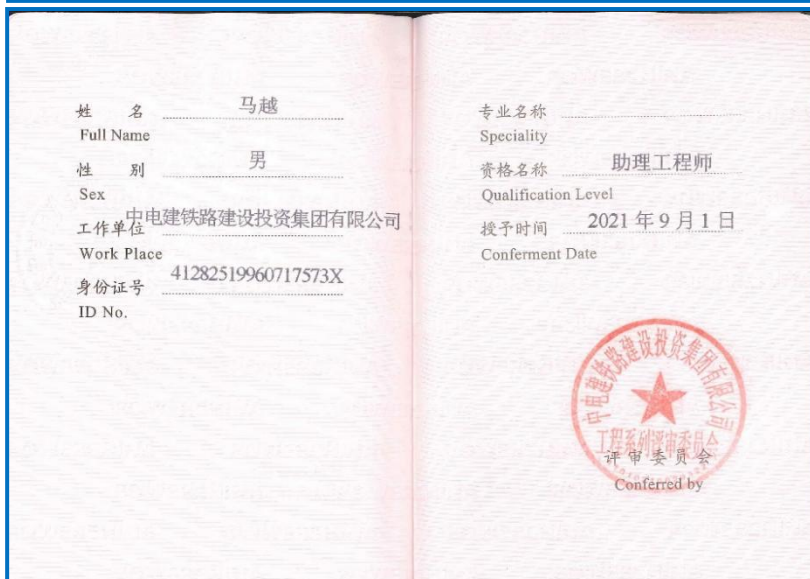 姓 名 马越
Full Name
性 别 男
Sex
工作单位 中电建铁路建设投资集团有限公司
Work Place
身份证号 41282519960717573X
ID No.
专业名称
Speciality
资格名称 助理工程师
Qualification Level
授予时间 2021年9月1日
Conferment Date
中电建铁路建设投资集团有限公司
工程系列评审委员会
评审委员会
Conferred by